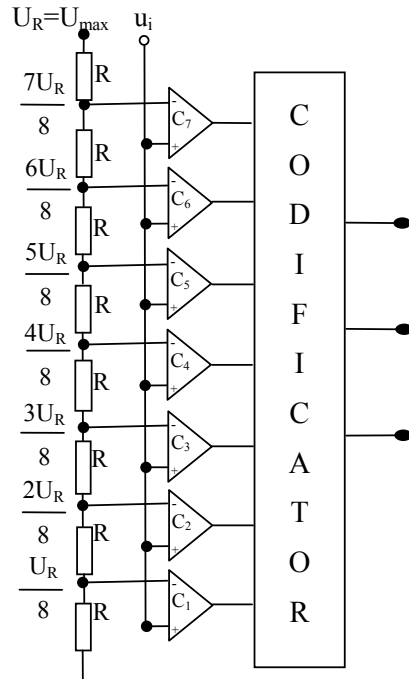 U_R=U_max u_i
R
7U_R
8
-
C_7
+
R
6U_R
8
-
C_6
+
R
5U_R
8
-
C_5
+
R
4U_R
8
-
C_4
+
R
3U_R
8
-
C_3
+
R
2U_R
8
-
C_2
+
R
U_R
8
-
C_1
+
R
C
O
D
I
F
I
C
A
T
O
R